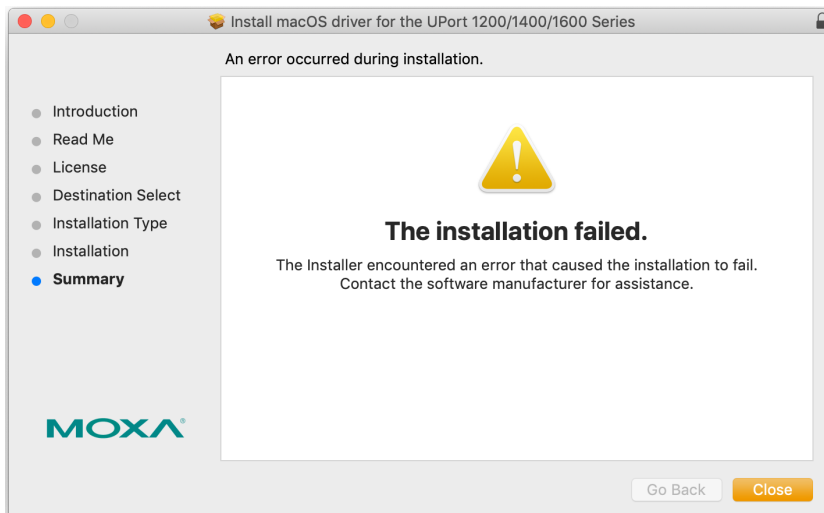 Install macOS driver for the UPort 1200/1400/1600 Series
An error occurred during installation.
Introduction
Read Me
License
Destination Select
Installation Type
Installation
Summary
The installation failed.
The Installer encountered an error that caused the installation to fail.
Contact the software manufacturer for assistance.
MOXA®
Go Back
Close